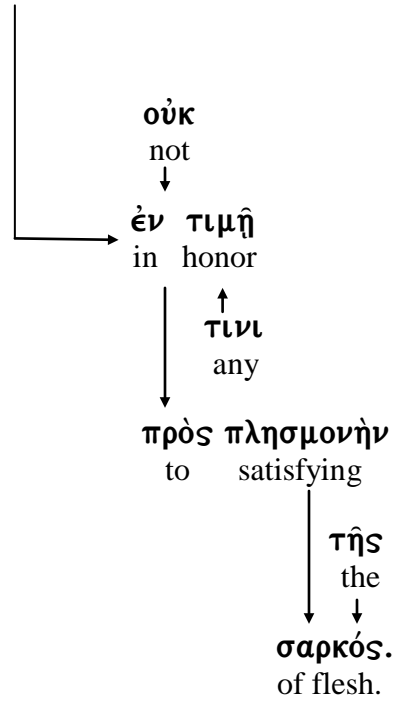 οὐκ
not
ἐν τιμῇ
in honor
τινι
any
πρὸς πλησμονὴν
to satisfying
τῆς
the
σαρκός.
of flesh.